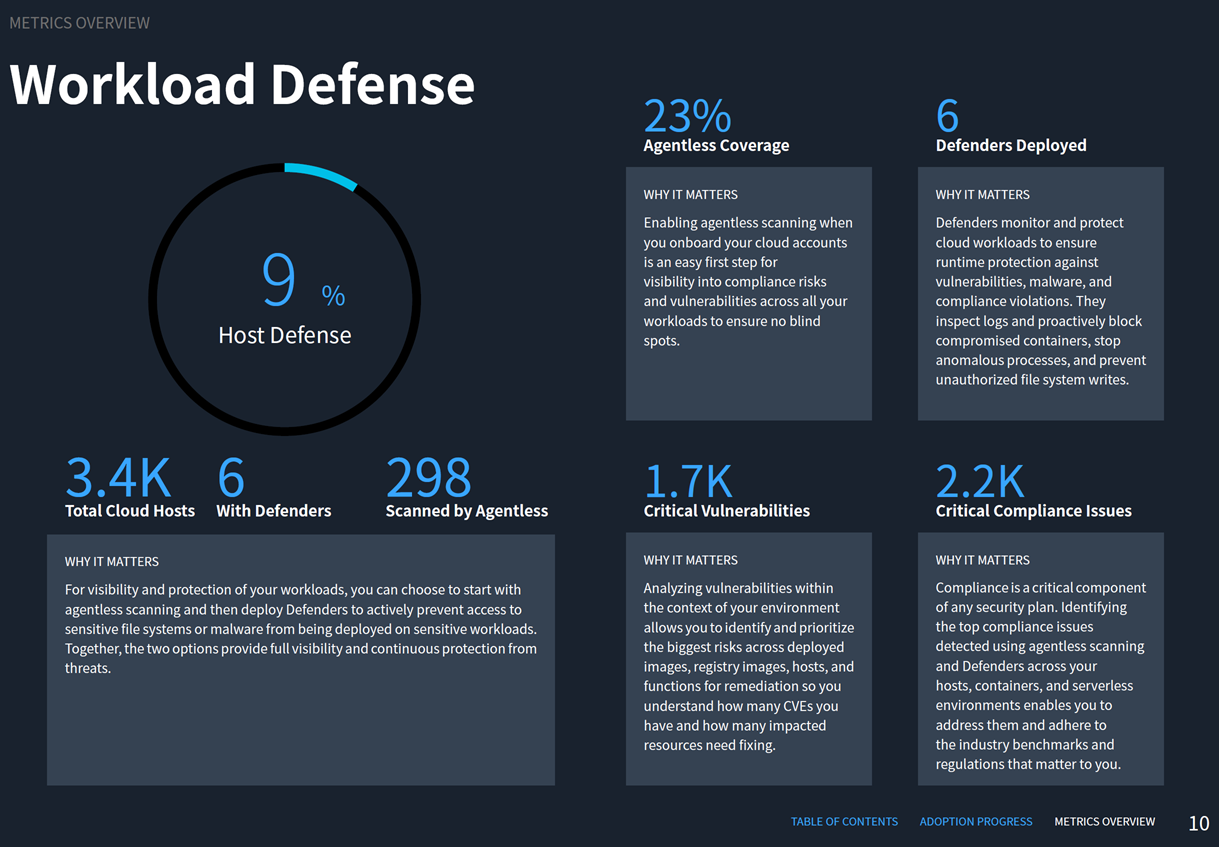 METRICS OVERVIEW
Workload Defense
9 %
Host Defense
3.4K
Total Cloud Hosts
6
With Defenders
298
Scanned by Agentless
WHY IT MATTERS
For visibility and protection of your workloads, you can choose to start with
agentless scanning and then deploy Defenders to actively prevent access to
sensitive file systems or malware from being deployed on sensitive workloads.
Together, the two options provide full visibility and continuous protection from
threats.
23%
Agentless Coverage
WHY IT MATTERS
Enabling agentless scanning when
you onboard your cloud accounts
is an easy first step for
visibility into compliance risks
and vulnerabilities across all your
workloads to ensure no blind
spots.
6
Defenders Deployed
WHY IT MATTERS
Defenders monitor and protect
cloud workloads to ensure
runtime protection against
vulnerabilities, malware, and
compliance violations. They
inspect logs and proactively block
compromised containers, stop
anomalous processes, and prevent
unauthorized file system writes.
1.7K
Critical Vulnerabilities
WHY IT MATTERS
Analyzing vulnerabilities within
the context of your environment
allows you to identify and prioritize
the biggest risks across deployed
images, registry images, hosts, and
functions for remediation so you
understand how many CVEs you
have and how many impacted
resources need fixing.
2.2K
Critical Compliance Issues
WHY IT MATTERS
Compliance is a critical component
of any security plan. Identifying
the top compliance issues
detected using agentless scanning
and Defenders across your
hosts, containers, and serverless
environments enables you to
address them and adhere to
the industry benchmarks and
regulations that matter to you.
TABLE OF CONTENTS ADOPTION PROGRESS METRICS OVERVIEW 10